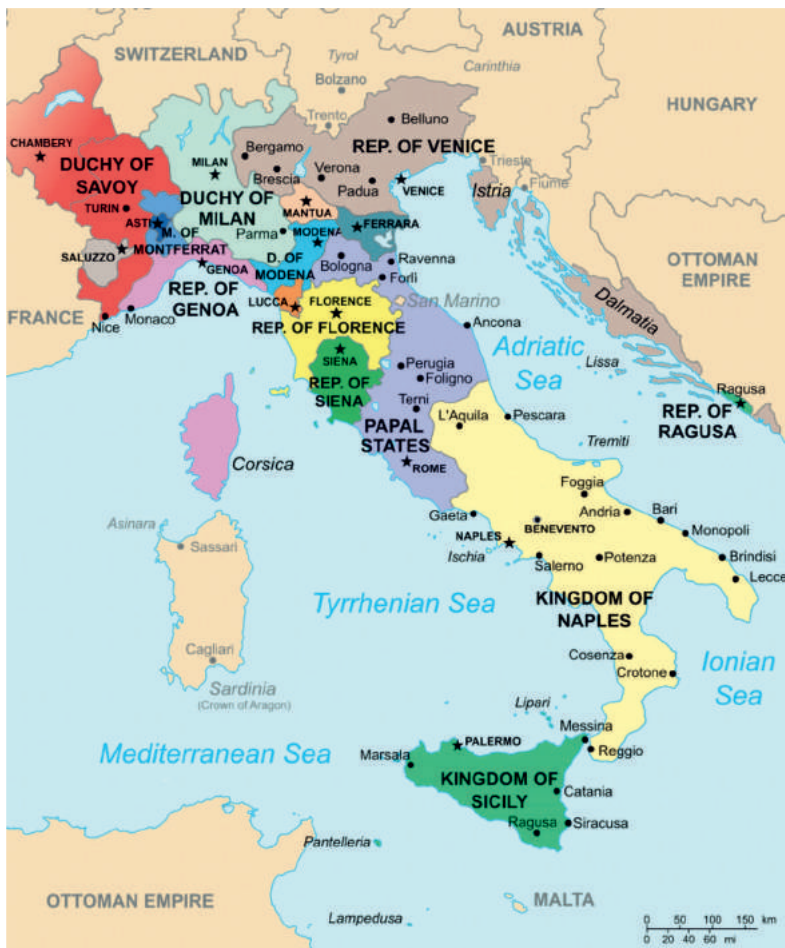 AUSTRIA
SWITZERLAND
Tyrol
Bolzano
Carinthia
HUNGARY
Trento
Belluno
CHAMBERY
Bergamo
REP. OF VENICE
Trieste
DUCHY OF
SAVOY
MILAN
Verona
Brescia
Padua
VENICE
Istria
Fiume
DUCHY OF
MILAN
TURIN
MANTUA
ASTI
M. OF
MONTFERRAT
Parma
MODENA
FERRARA
SALUZZO
D. OF
MODENA
GENOA
Bologna
Ravenna
OTTOMAN
EMPIRE
REP. OF
GENOA
Forlì
LUCCA
FLORENCE
San Marino
Dalmatia
FRANCE
Nice
Monaco
REP. OF FLORENCE
Ancona
Adriatic
Sea
SIENA
Lissa
REP. OF
SIENA
Perugia
Foligno
Terni
Ragusa
PAPAL
STATES
L'Aquila
Pescara
REP. OF
RAGUSA
Corsica
Tremiti
ROME
Foggia
Gaeta
Andria
Bari
Asinara
BENEVENTO
Monopoli
Sassari
NAPLES
Ischia
Salerno
Potenza
Brindisi
Lecce
Tyrrhenian Sea
KINGDOM OF
NAPLES
Cagliari
Cosenza
Ionian
Sea
Crotone
Sardinia
(Crown of Aragon)
Lipari
Messina
Mediterranean Sea
PALERMO
Reggio
Marsala
KINGDOM OF
SICILY
Catania
Ragusa
Siracusa
Pantelleria
OTTOMAN EMPIRE
MALTA
Lampedusa
0 50 100 150 km
0 20 40 60 mi